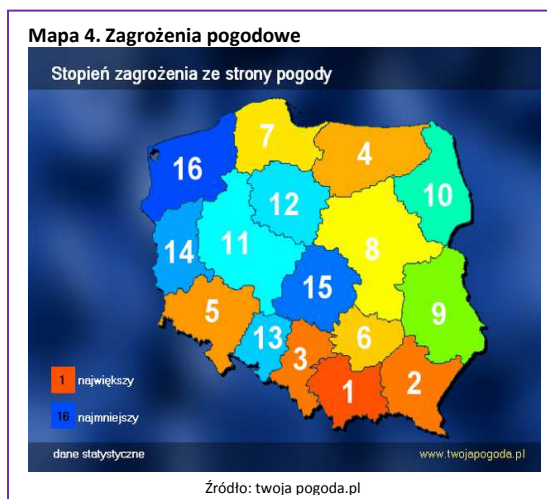 Mapa 4. Zagrożenia pogodowe
Stopień zagrożenia ze strony pogody
7
4
16
10
12
11
14
8
15
5
9
13
6
3
1
2
1 największy
16 najmniejszy
dane statystyczne
www.twojapogoda.pl
Źródło: twoja pogoda.pl